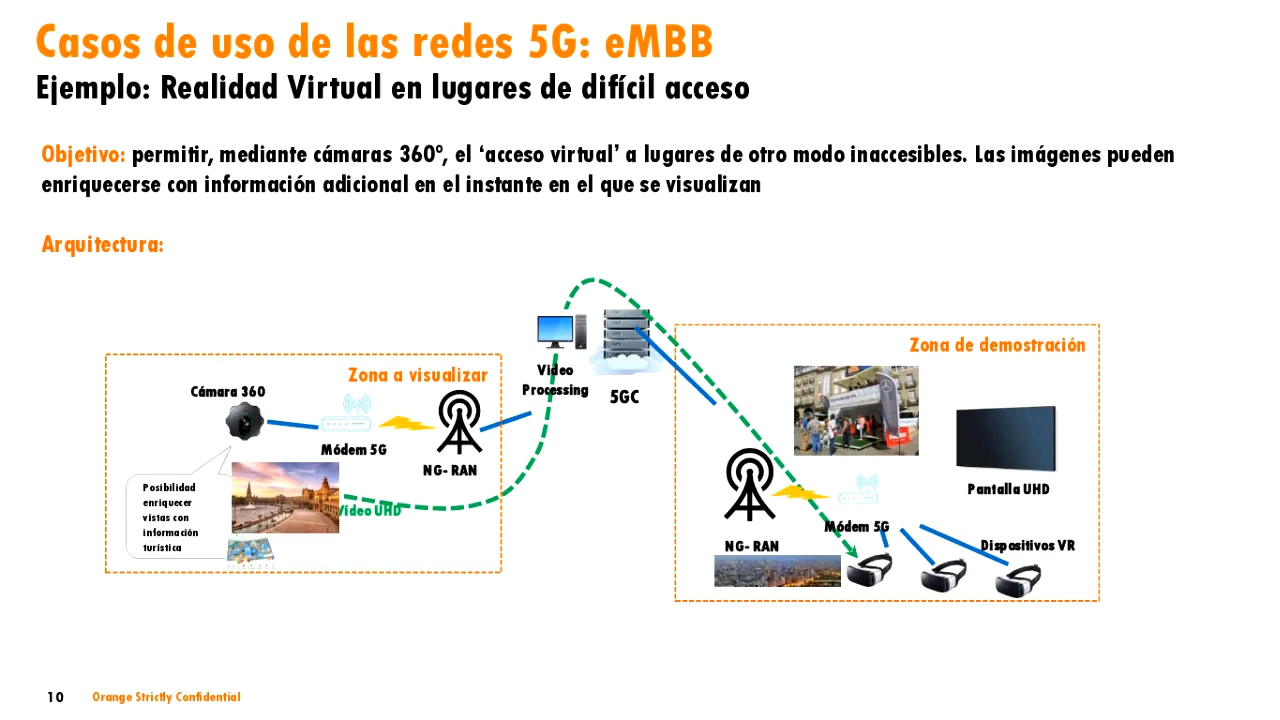 Casos de uso de las redes 5G: eMBB
Ejemplo: Realidad Virtual en lugares de difícil acceso
Objetivo: permitir, mediante cámaras 360º, el ‘acceso virtual’ a lugares de otro modo inaccesibles. Las imágenes pueden
enriquecerse con información adicional en el instante en el que se visualizan
Arquitectura:
Zona a visualizar
Cámara 360
Módem 5G
NG- RAN
Posibilidad
enriquecer
vistas con
información
turística
Vídeo UHD
Video
Processing
5GC
Zona de demostración
Pantalla UHD
Módem 5G
NG- RAN
Dispositivos VR
10
Orange Strictly Confidential